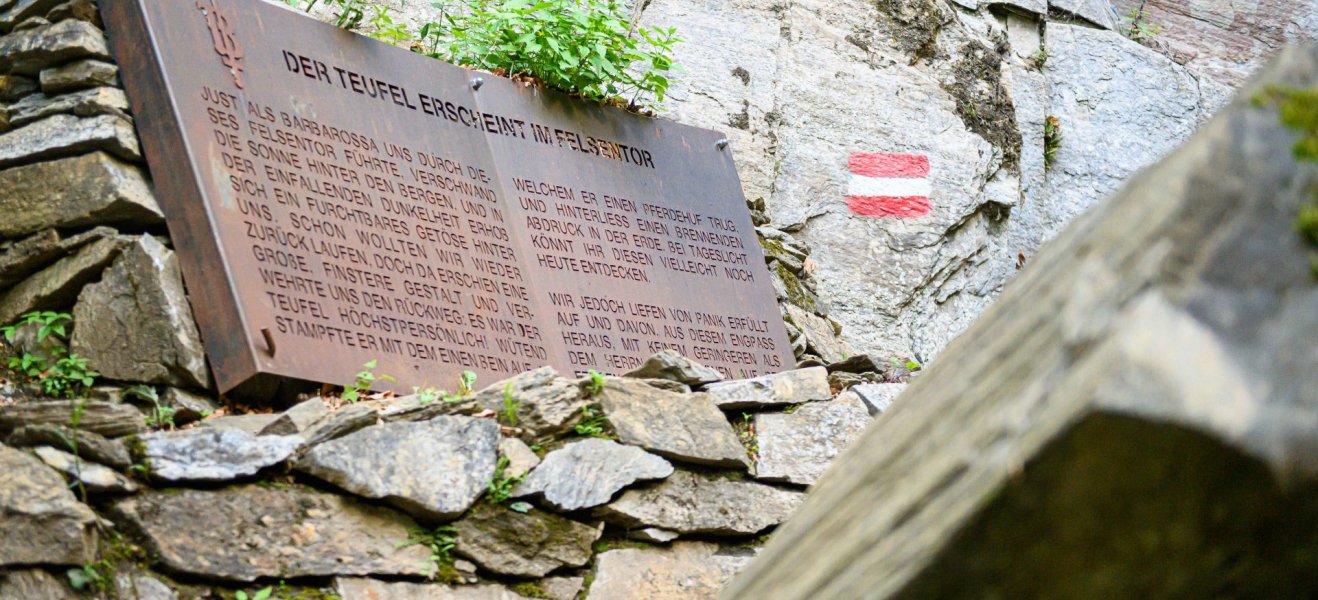 DER TEUFEL ERSCHEINT IM FELSENTOR
JUST ALS BARBAROSSA UNS DURCH DIE-
SES FELSENTOR FÜHRTE, VERSCHWAND
DIE SONNE HINTER DEN BERGEN, UND IN
DER EINFALLENDEN DUNKELHEIT ERHOB
SICH EIN FURCHTBARES GETÖSE HINTER
UNS. SCHON WOLLTEN WIR WIEDER
ZURÜCK LAUFEN, DOCH DA ERSCHIEN EINE
GROßE, FINSTERE GESTALT UND VER-
WEHRTE UNS DEN RÜCKWEG: ES WAR DER
TEUFEL HÖCHSTPERSÖNLICH! WÜTEND
STAMPFTE ER MIT DEM EINEN BEIN AUF,
WELCHEM ER EINEN PFERDEHUF TRUG,
UND HINTERLIESS EINEN BRENNENDEN
ABDRUCK IN DER ERDE. BEI TAGESLICHT
KÖNNT IHR DIESEN VIELLEICHT NOCH
HEUTE ENTDECKEN.
WIR JEDOCH LIEFEN VON PANIK ERFÜLLT
AUF UND DAVON, AUS DIESEM ENGPASS
HERAUS, MIT KEINEM GERINGEREN ALS
DEM HERRN